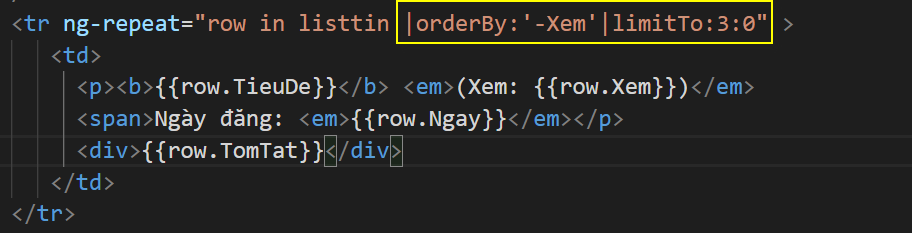 <tr ng-repeat="row in listtin |orderBy:'-Xem'|limitTo:3:0" >
<td>
<p><b>{{row.TieuDe}}</b> <em>(Xem: {{row.Xem}})</em>
<span>Ngày đăng: <em>{{row.Ngay}}</em></p>
<div>{{row.TomTat}}</div>
</td>
</tr>